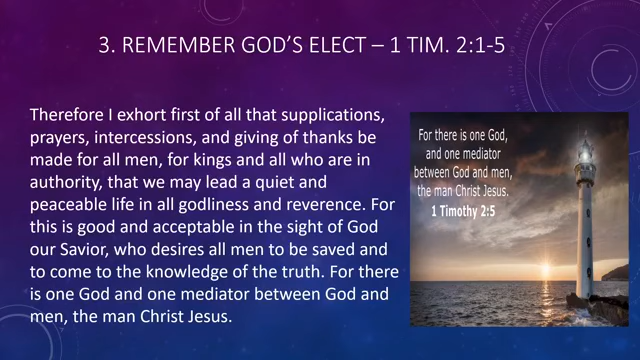 3. REMEMBER GOD'S ELECT – 1 TIM. 2:1-5
Therefore I exhort first of all that supplications,
prayers, intercessions, and giving of thanks be
made for all men, for kings and all who are in
authority, that we may lead a quiet and
peaceable life in all godliness and reverence. For
this is good and acceptable in the sight of God
our Savior, who desires all men to be saved and
to come to the knowledge of the truth. For there
is one God and one mediator between God and
men, the man Christ Jesus.
For there is one God,
and one mediator
between God and men,
the man Christ Jesus.
1 Timothy 2:5